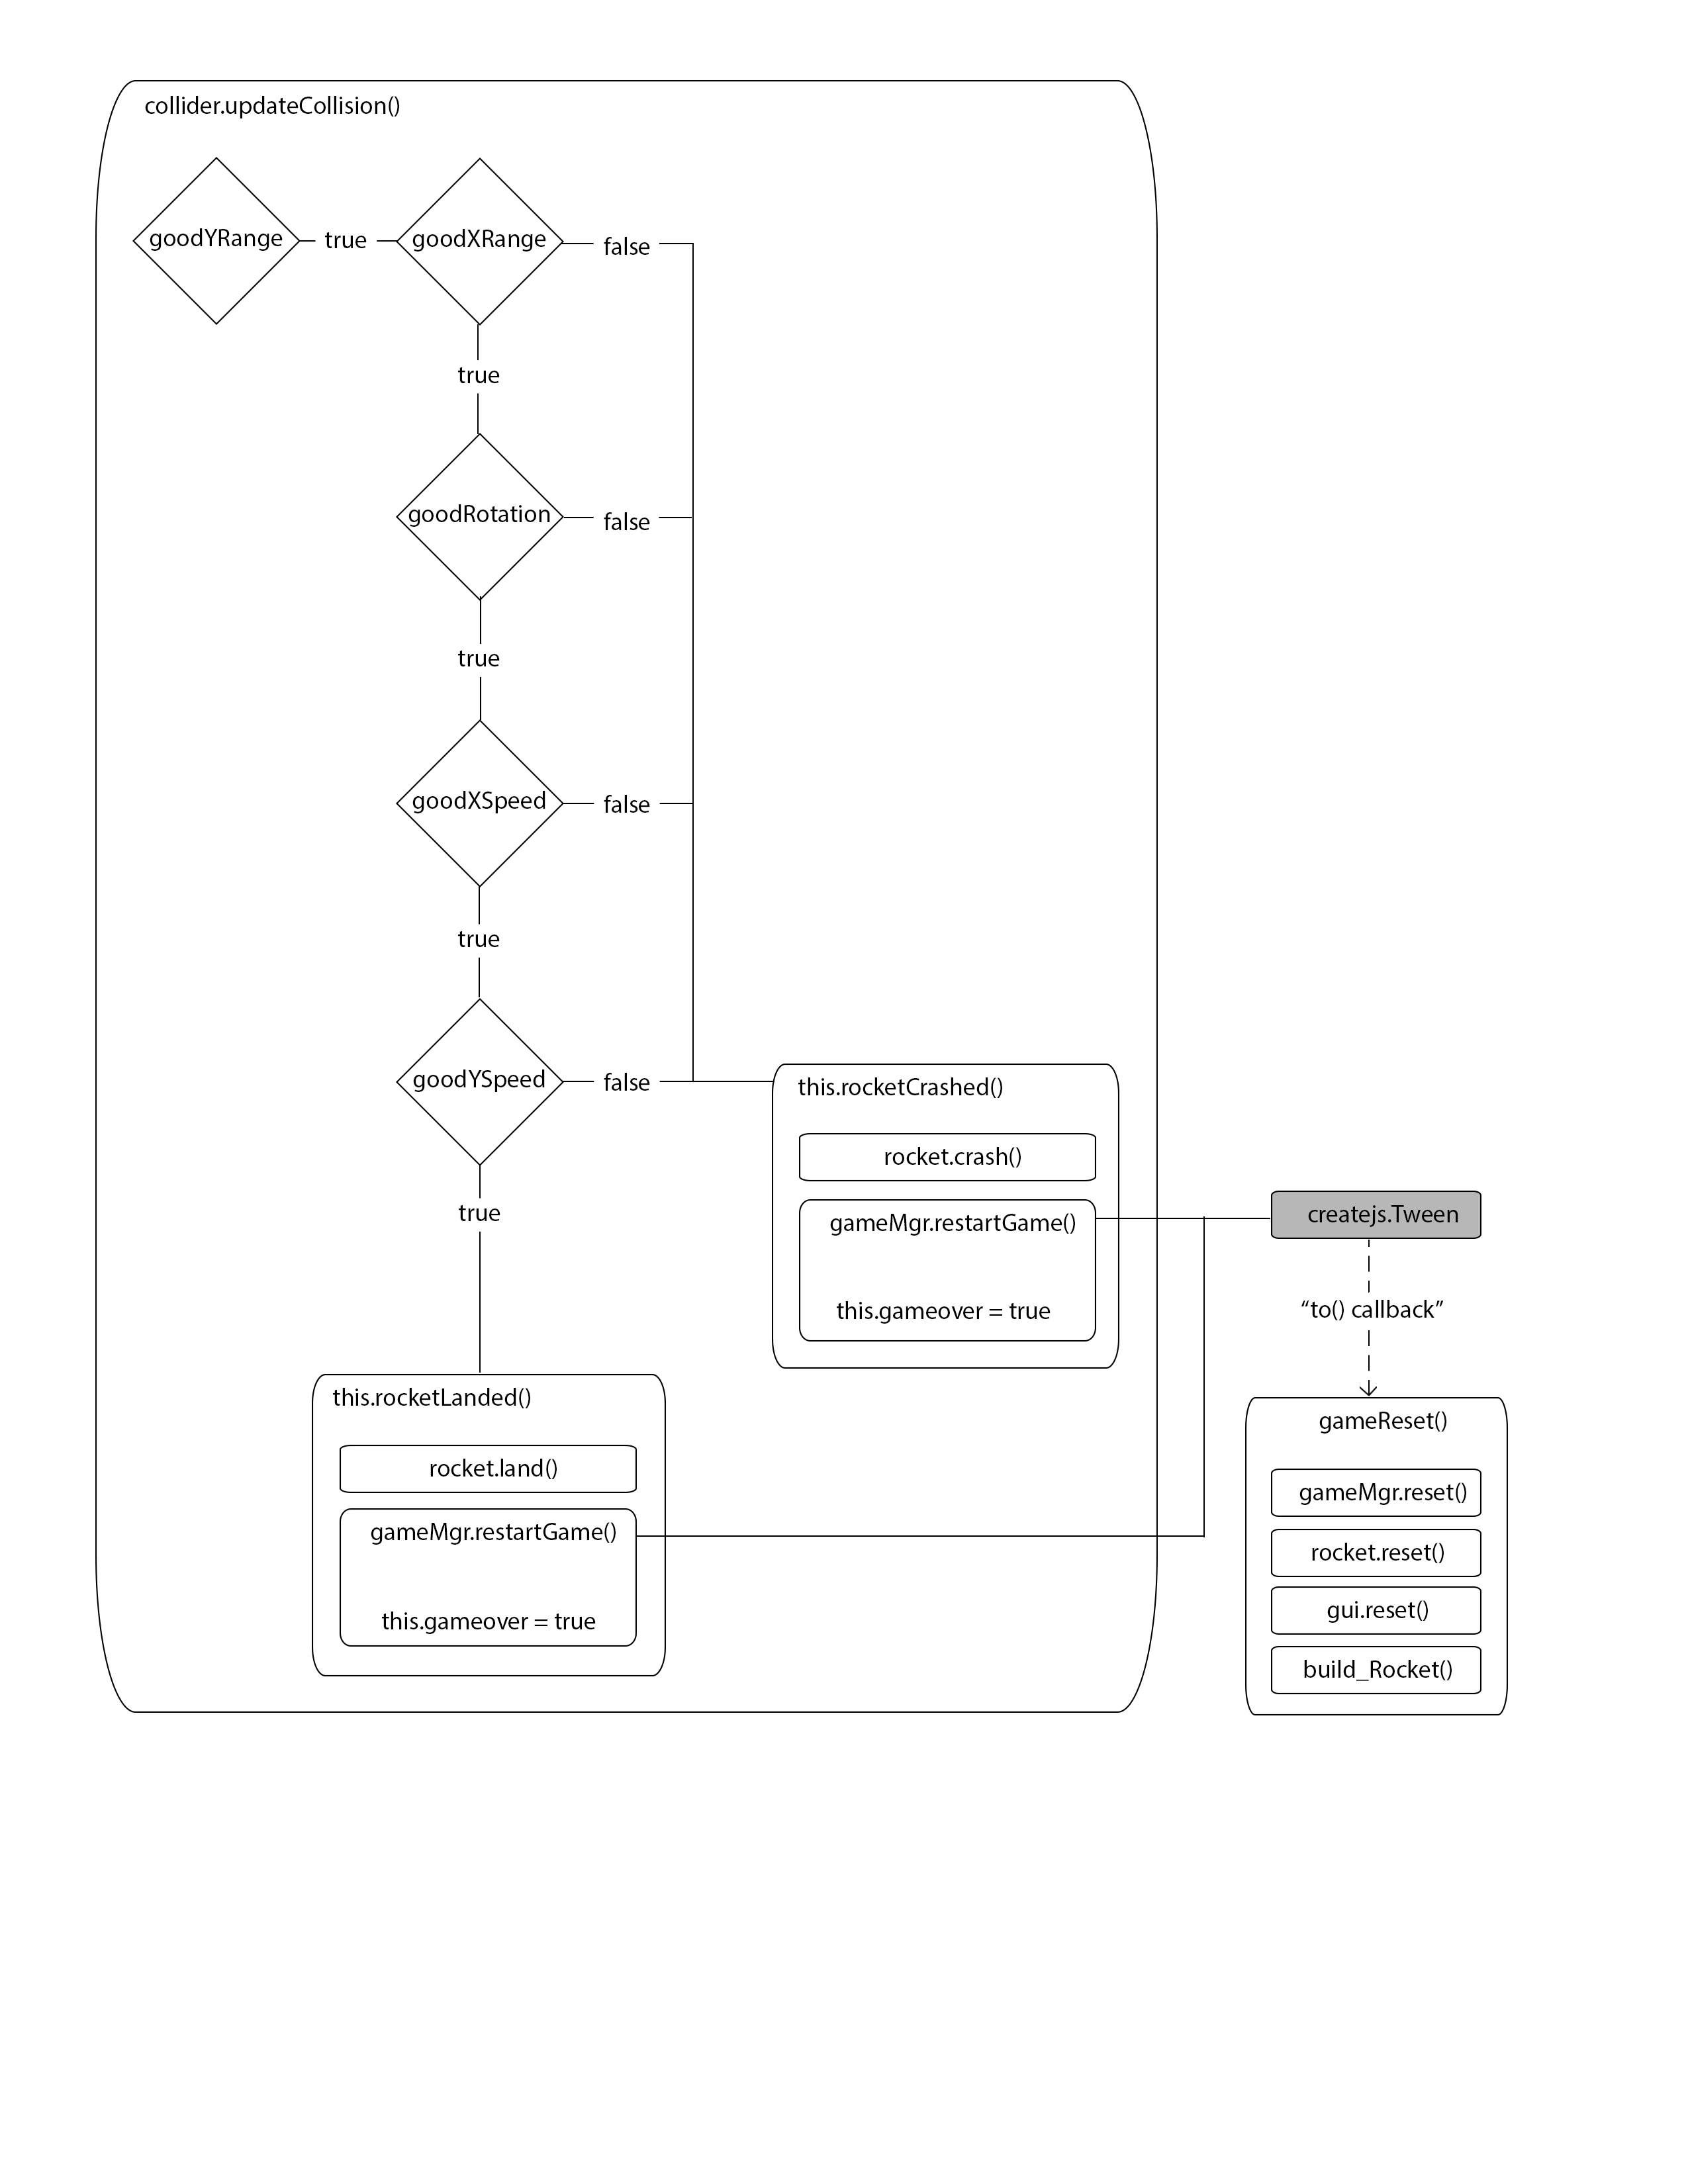 collider.updateCollision()
goodYRange
true
goodXRange
false
true
goodRotation
false
true
goodXSpeed
false
true
goodYSpeed
false
true
this.rocketCrashed()
rocket.crash()
gameMgr.restartGame()
this.gameover = true
createjs.Tween
“to() callback”
this.rocketLanded()
rocket.land()
gameMgr.restartGame()
this.gameover = true
gameReset()
gameMgr.reset()
rocket.reset()
gui.reset()
build_Rocket()